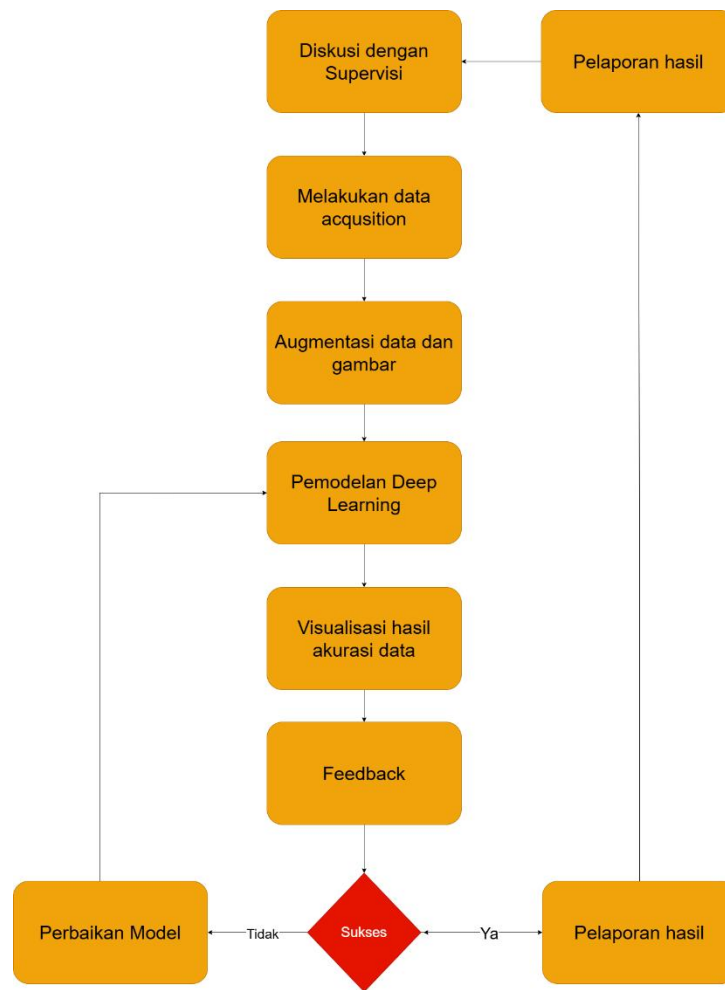 Diskusi dengan
Supervisi
Pelaporan hasil
Melakukan data
acqusition
Augmentasi data dan
gambar
Pemodelan Deep
Learning
Visualisasi hasil
akurasi data
Feedback
Perbaikan Model
Tidak
Sukses
Ya
Pelaporan hasil